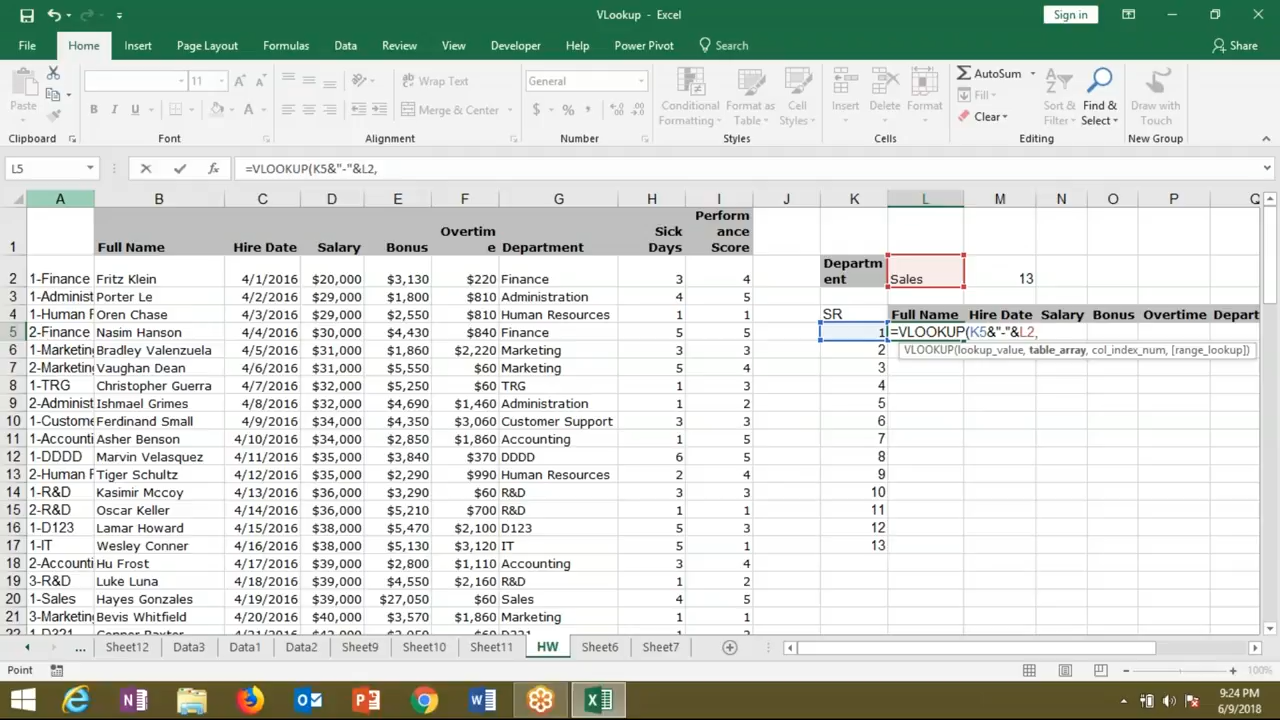 VLookup - Excel
Sign in
File Home Insert Page Layout Formulas Data Review View Developer Help Power Pivot Search Share
Paste
11
Wrap Text
Merge & Center
General
Conditional Formatting
Format as Table
Cell Styles
Insert
Delete
Format
AutoSum
Fill
Clear
Sort & Filter
Find & Select
Draw with Touch
Clipboard Font Alignment Number Styles Cells Editing New Group
L5 =VLOOKUP(K5&"-"&L2,
A B C D E F G H I J K L M N O P Q
1 Full Name Hire Date Salary Bonus Overtime Department Sick Days Performance Score
2 1-Finance Fritz Klein 4/1/2016 $20,000 $3,130 $220 Finance 3 4 Department Sales 13
3 1-Administ Porter Le 4/2/2016 $29,000 $1,800 $810 Administration 4 5
4 1-Human F Oren Chase 4/3/2016 $29,000 $2,550 $810 Human Resources 1 1 SR Full Name Hire Date Salary Bonus Overtime Depart
5 2-Finance Nasim Hanson 4/4/2016 $30,000 $4,430 $840 Finance 5 5 1 =VLOOKUP(K5&"-"&L2,
6 1-Marketing Bradley Valenzuela 4/5/2016 $31,000 $1,860 $2,220 Marketing 3 3 2 VLOOKUP(lookup_value, table_array, col_index_num, [range_lookup])
7 2-Marketing Vaughan Dean 4/6/2016 $31,000 $5,550 $60 Marketing 5 4 3
8 1-TRG Christopher Guerra 4/7/2016 $32,000 $5,250 $60 TRG 1 3 4
9 2-Administ Ishmael Grimes 4/8/2016 $32,000 $4,690 $1,460 Administration 1 2 5
10 1-Custome Ferdinand Small 4/9/2016 $34,000 $4,350 $3,060 Customer Support 3 3 6
11 1-Accounti Asher Benson 4/10/2016 $34,000 $2,850 $1,860 Accounting 1 5 7
12 1-DDDD Marvin Velasquez 4/11/2016 $35,000 $3,840 $370 DDDD 6 5 8
13 2-Human F Tiger Schultz 4/12/2016 $35,000 $2,290 $990 Human Resources 2 4 9
14 1-R&D Kasimir Mccoy 4/13/2016 $36,000 $3,290 $60 R&D 3 3 10
15 2-R&D Oscar Keller 4/14/2016 $36,000 $5,210 $700 R&D 1 1 11
16 1-D123 Lamar Howard 4/15/2016 $38,000 $5,470 $2,100 D123 5 3 12
17 1-IT Wesley Conner 4/16/2016 $38,000 $5,130 $3,120 IT 5 1 13
18 2-Accounti Hu Frost 4/17/2016 $39,000 $2,800 $1,110 Accounting 3 4
19 3-R&D Luke Luna 4/18/2016 $39,000 $4,550 $2,160 R&D 1 2
20 1-Sales Hayes Gonzales 4/19/2016 $39,000 $27,050 $60 Sales 4 5
21 3-Marketing Bevis Whitfield 4/20/2016 $40,000 $3,570 $1,860 Marketing 1 1
... Sheet12 Data3 Data1 Data2 Sheet9 Sheet10 Sheet11 HW Sheet6 Sheet7
Point 100%
9:24 PM
6/9/2018